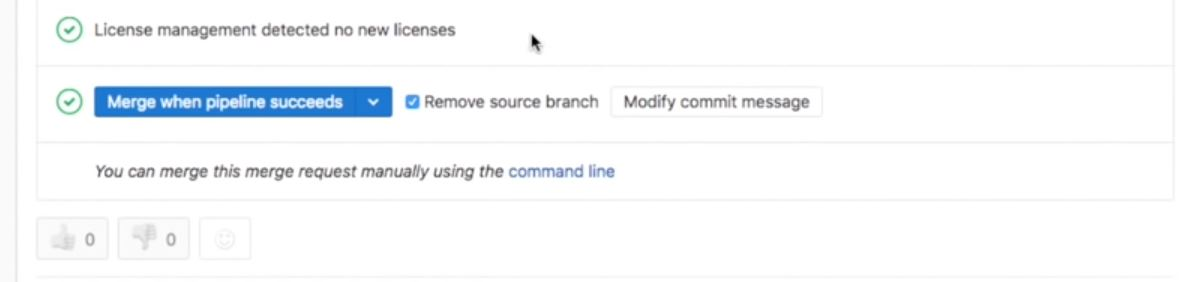 License management detected no new licenses
Merge when pipeline succeeds Remove source branch Modify commit message
You can merge this merge request manually using the command line
0 0